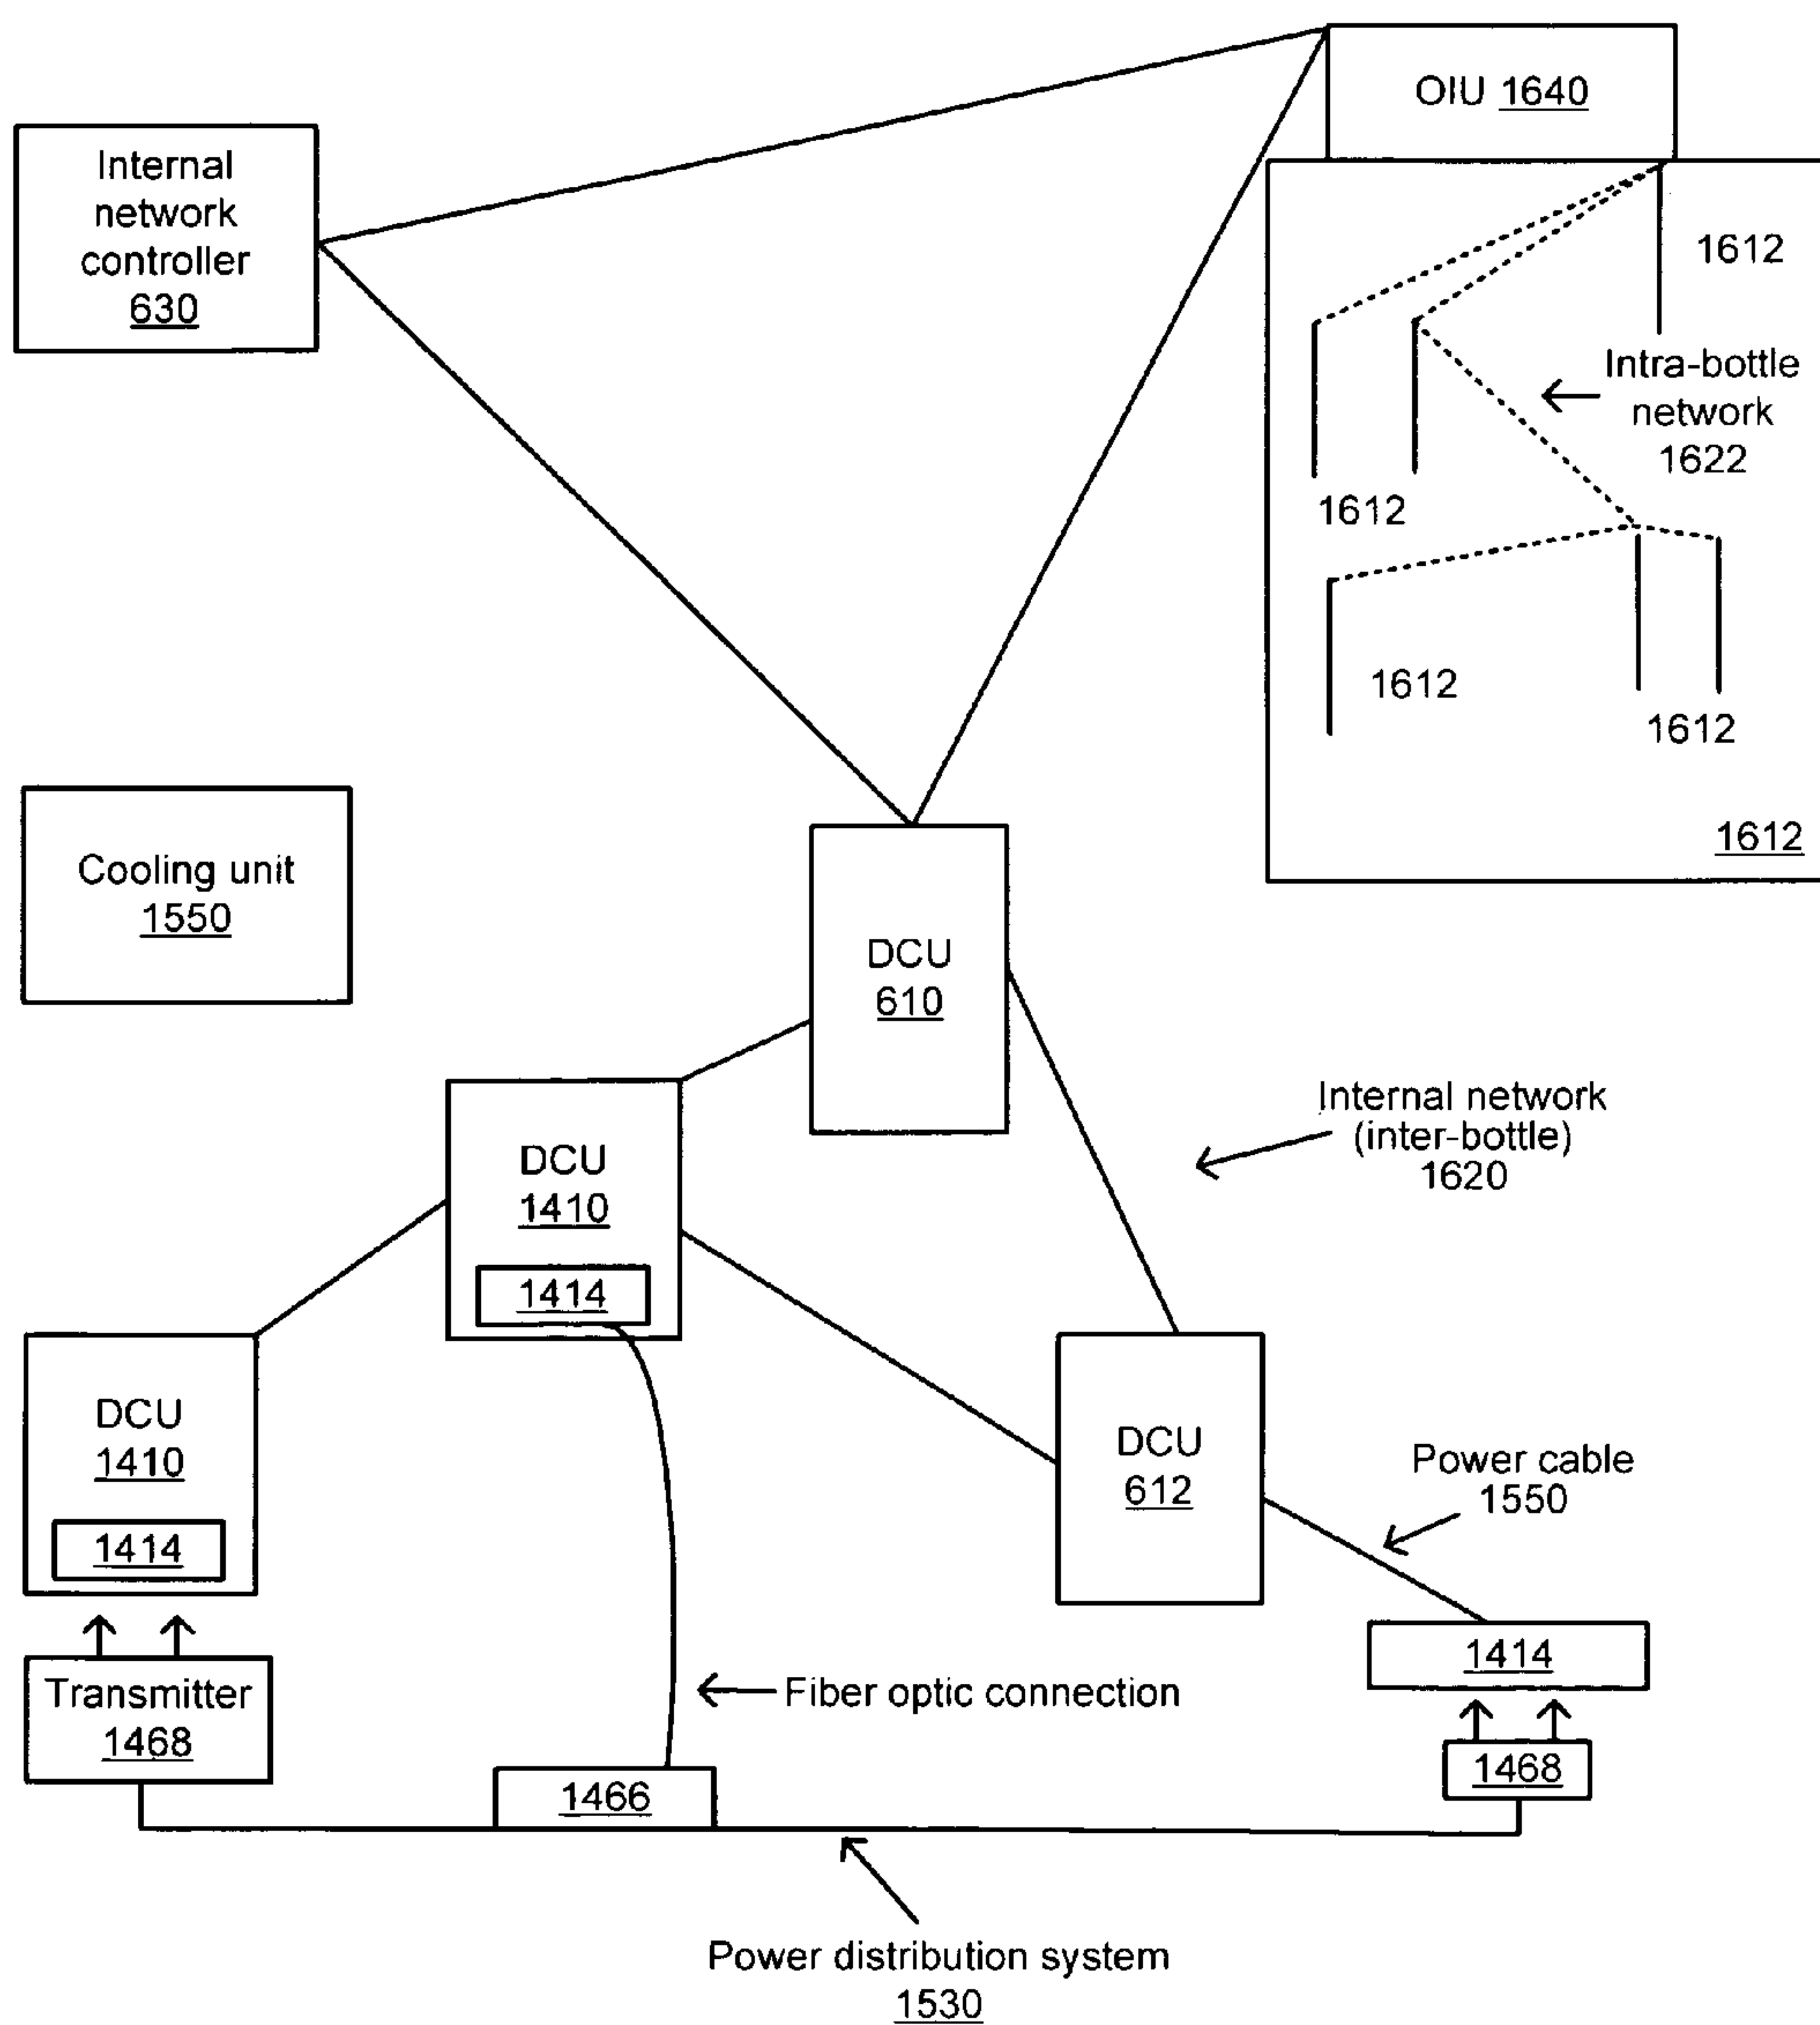 OIU 1640
Internal
network
controller
630
1612
Intra-bottle
network
1622
1612
1612
1612
1612
Cooling unit
1550
DCU
610
Internal network
(inter-bottle)
1620
DCU
1410
1414
DCU
1410
1414
DCU
612
Power cable
1550
1414
Transmitter
1468
Fiber optic connection
1466
1468
Power distribution system
1530